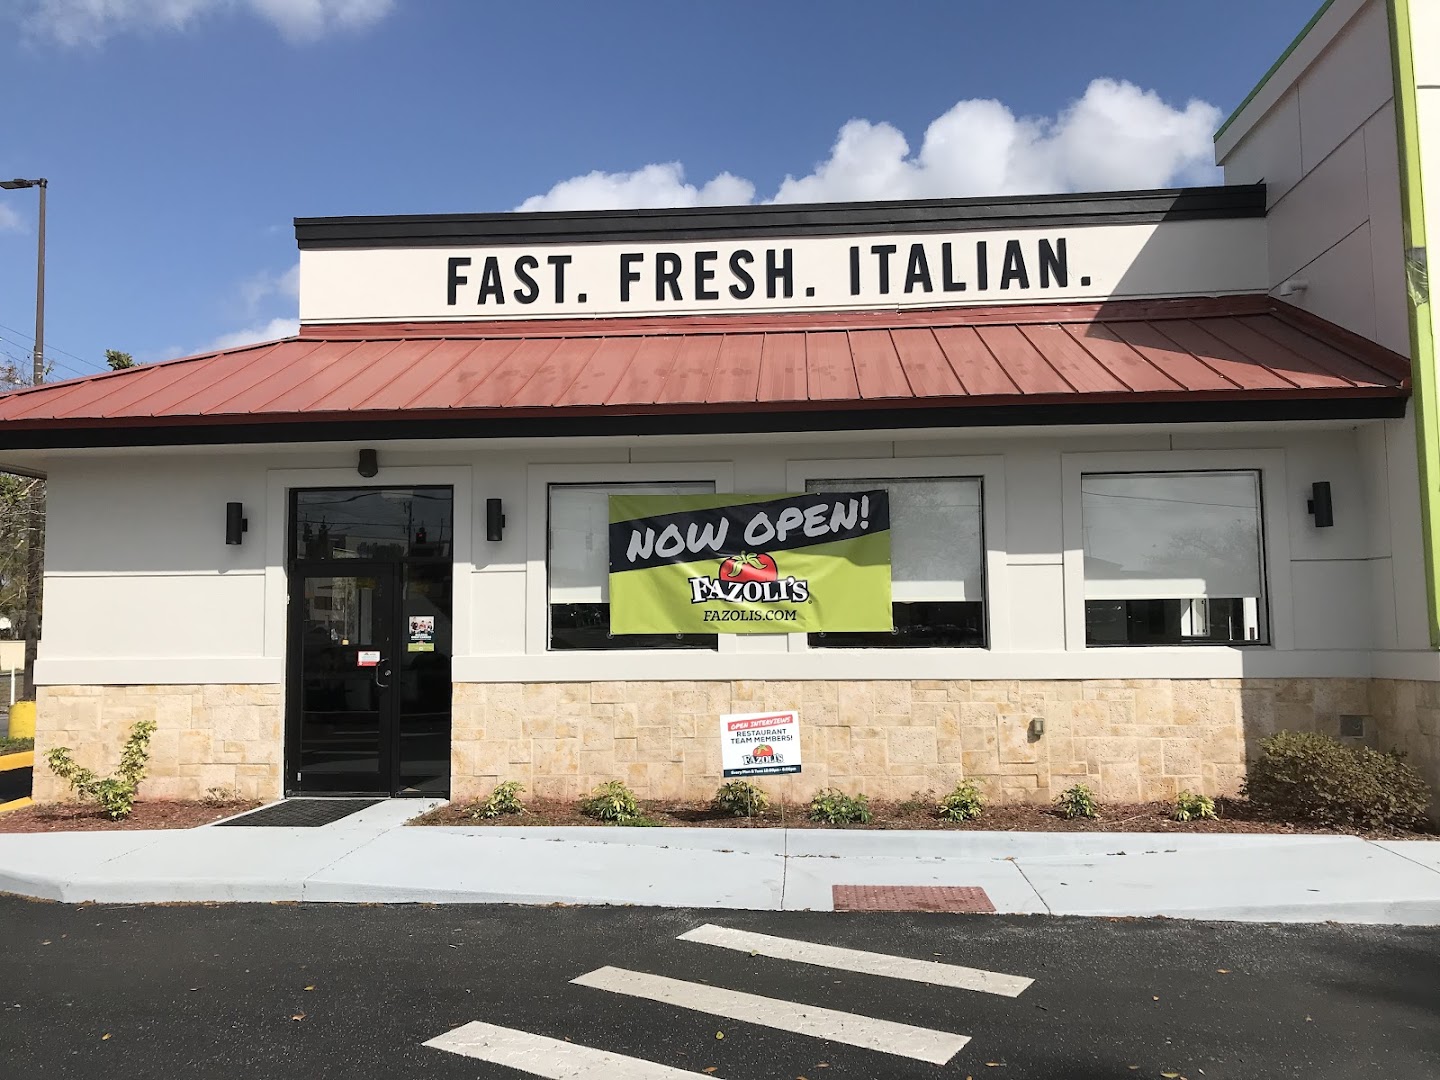 FAST. FRESH. ITALIAN.
NOW OPEN!
FAZOLI'S
FAZOLIS.COM
OPEN INTERVIEWS
RESTAURANT
TEAM MEMBERS!
FAZOLI'S